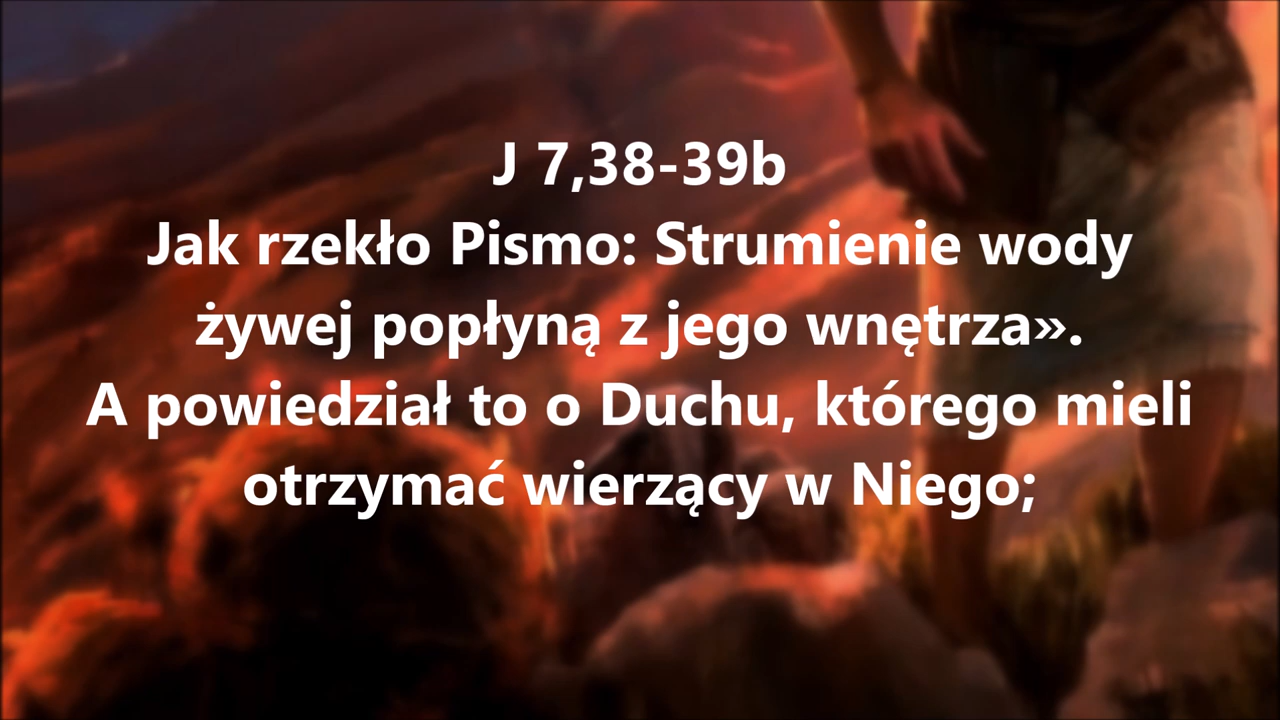 J 7,38-39b
Jak rzekło Pismo: Strumienie wody
żywej popłyną z jego wnętrza».
A powiedział to o Duchu, którego mieli
otrzymać wierzący w Niego;